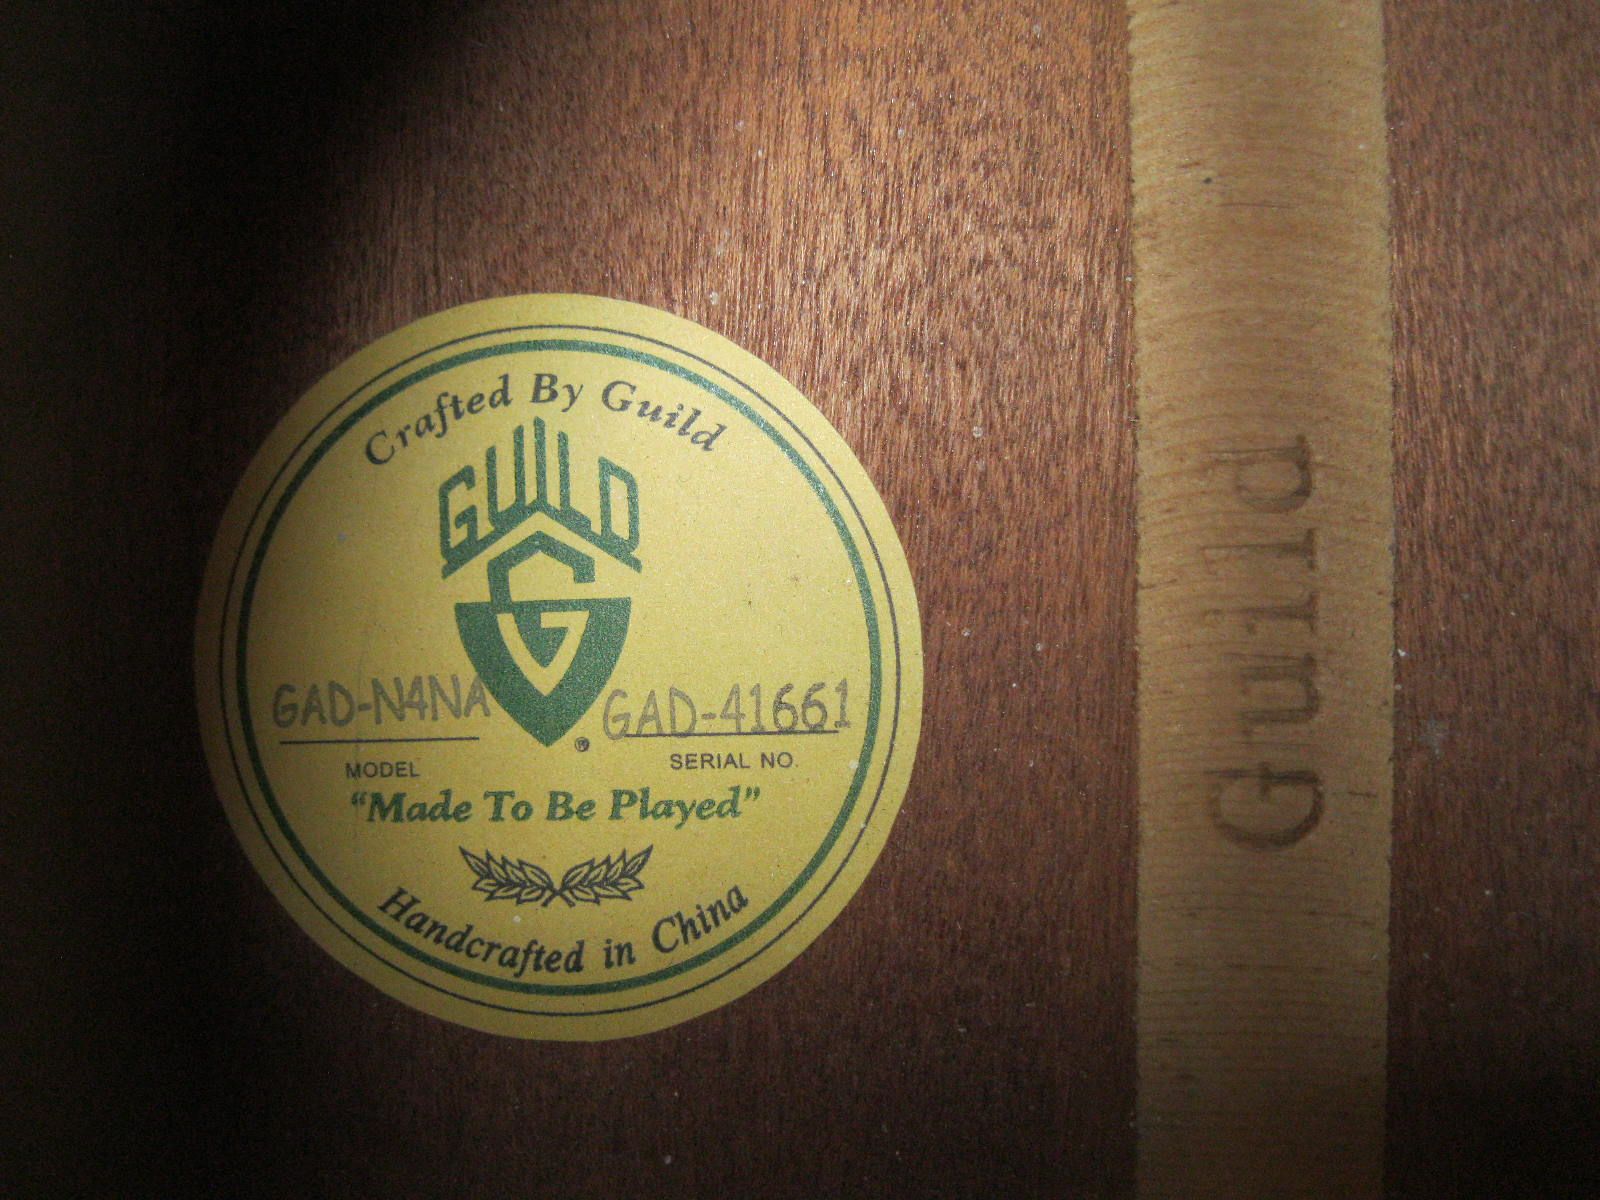 Crafted By Guild
GUILD
G
GAD-N4NA GAD-41661
®
MODEL SERIAL NO.
"Made To Be Played"
Handcrafted in China
Guild